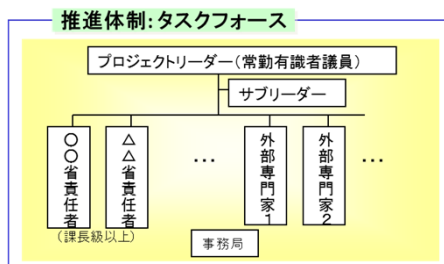 推進体制:タスクフォース
プロジェクトリーダー(常勤有識者議員)
サブリーダー
○○省責任者
△△省責任者
…
外部専門家1
外部専門家2
…
(課長級以上)
事務局